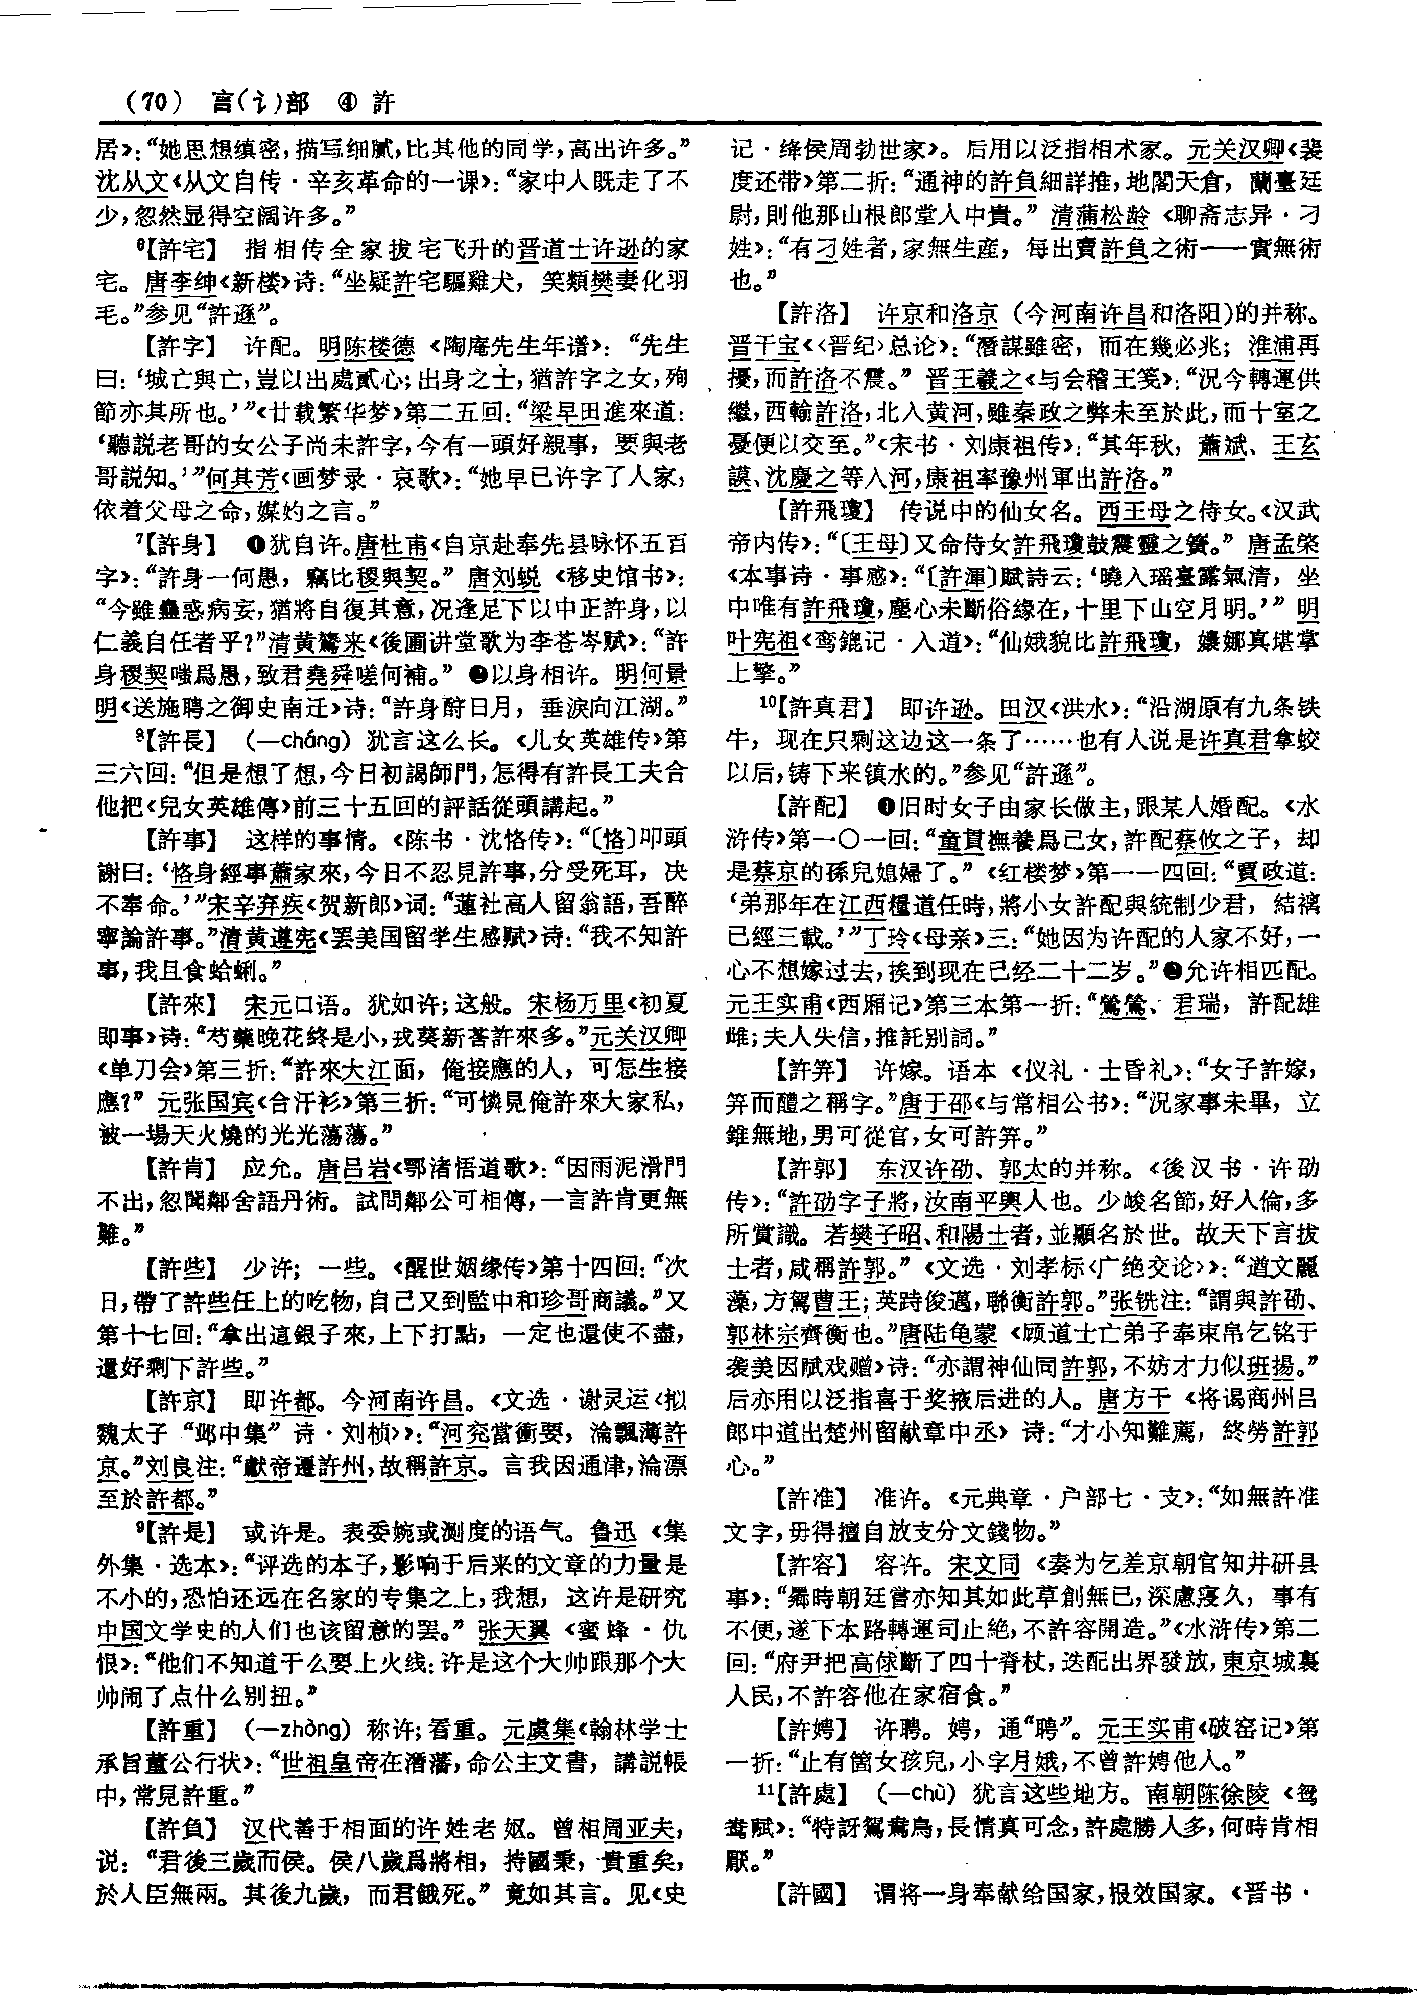 (70) 言(讠)部 ④ 許
居》：“她思想缜密，描写细腻，比其他的同学，高出许多。”
沈从文《从文自传·辛亥革命的一课》：“家中人既走了不
少，忽然显得空阔许多。”
⁶【許宅】 指相传全家拔宅飞升的晋道士许逊的家
宅。唐李绅《新楼》诗：“坐疑許宅驅雞犬，笑類樊妻化羽
毛。”参见“許遜”。
【許字】 许配。明陈楼德《陶庵先生年谱》：“先生
曰：‘城亡與亡，豈以出處貳心；出身之士，猶許字之女，殉
節亦其所也。’”《廿载繁华梦》第二五回：“梁早田進來道：
‘聽説老哥的女公子尚未許字，今有一頭好親事，要與老
哥説知。’”何其芳《画梦录·哀歌》：“她早已许字了人家，
依着父母之命，媒妁之言。”
⁷【許身】 ❶犹自许。唐杜甫《自京赴奉先县咏怀五百
字》：“許身一何愚，竊比稷與契。” 唐刘蜕《移史馆书》：
“今雖蠱惑病妄，猶將自復其意，况逢足下以中正許身，以
仁義自任者乎？”清黄鷟来《後圃讲堂歌为李苍岑赋》：“許
身稷契嗤爲愚，致君堯舜嗟何補。” ❷以身相许。明何景
明《送施聘之御史南迁》诗：“許身酧日月，垂淚向江湖。”
⁸【許長】 （—cháng）犹言这么长。《儿女英雄传》第
三六回：“但是想了想，今日初謁師門，怎得有許長工夫合
他把《兒女英雄傳》前三十五回的評話從頭講起。”
【許事】 这样的事情。《陈书·沈恪传》：“〔恪〕叩頭
謝曰：‘恪身經事蕭家來，今日不忍見許事，分受死耳，决
不奉命。’”宋辛弃疾《贺新郎》词：“蓮社高人留翁語，吾醉
寧論許事。”清黄遵宪《罢美国留学生感赋》诗：“我不知許
事，我且食蛤蜊。”
【許來】 宋元口语。犹如许；这般。宋杨万里《初夏
即事》诗：“芍藥晚花終是小，戎葵新荅許來多。”元关汉卿
《单刀会》第三折：“許來大江面，俺接應的人，可怎生接
應？” 元张国宾《合汗衫》第三折：“可憐見俺許來大家私，
被一場天火燒的光光蕩蕩。”
【許肯】 应允。唐吕岩《鄂渚悟道歌》：“因雨泥滑門
不出，忽聞鄰舍語丹術。試問鄰公可相傳，一言許肯更無
難。”
【許些】 少许；一些。《醒世姻缘传》第十四回：“次
日，帶了許些任上的吃物，自己又到監中和珍哥商議。”又
第十七回：“拿出這銀子來，上下打點，一定也還使不盡，
還好剩下許些。”
【許京】 即许都。今河南许昌。《文选·谢灵运〈拟
魏太子“邺中集”诗·刘桢〉》：“河兖當衝要，淪飄薄許
京。”刘良注：“獻帝遷許州，故稱許京。言我因通津，淪漂
至於許都。”
⁹【許是】 或许是。表委婉或测度的语气。鲁迅《集
外集·选本》：“评选的本子，影响于后来的文章的力量是
不小的，恐怕还远在名家的专集之上，我想，这许是研究
中国文学史的人们也该留意的罢。” 张天翼《蜜蜂·仇
恨》：“他们不知道干么要上火线：许是这个大帅跟那个大
帅闹了点什么别扭。”
【許重】 （—zhòng）称许；看重。元虞集《翰林学士
承旨董公行状》：“世祖皇帝在潛藩，命公主文書，講説帳
中，常見許重。”
【許負】 汉代善于相面的许姓老妪。曾相周亚夫，
说：“君後三歲而侯。侯八歲爲將相，持國秉，貴重矣，
於人臣無兩。其後九歲，而君餓死。”竟如其言。见《史
记·绛侯周勃世家》。后用以泛指相术家。元关汉卿《裴
度还带》第二折：“通神的許負細詳推，地閣天倉，蘭臺廷
尉，則他那山根郎堂人中貴。” 清蒲松龄《聊斋志异·刁
姓》：“有刁姓者，家無生産，每出賣許負之術——實無術
也。”
【許洛】 许京和洛京（今河南许昌和洛阳）的并称。
晋干宝《〈晋纪〉总论》：“潛謀雖密，而在幾必兆；淮浦再
擾，而許洛不震。” 晋王羲之《与会稽王笺》：“況今轉運供
繼，西輸許洛，北入黄河，雖秦政之弊未至於此，而十室之
憂便以交至。”《宋书·刘康祖传》：“其年秋，蕭斌、王玄
謨、沈慶之等入河，康祖率豫州軍出許洛。”
【許飛瓊】 传说中的仙女名。西王母之侍女。《汉武
帝内传》：“〔王母〕又命侍女許飛瓊鼓震靈之簧。” 唐孟棨
《本事诗·事感》：“〔許渾〕賦詩云：‘曉入瑶臺露氣清，坐
中唯有許飛瓊，塵心未斷俗緣在，十里下山空月明。’” 明
叶宪祖《鸾鎞记·入道》：“仙娥貌比許飛瓊，嬝娜真堪掌
上擎。”
¹⁰【許真君】 即许逊。田汉《洪水》：“沿湖原有九条铁
牛，现在只剩这边这一条了……也有人说是许真君拿蛟
以后，铸下来镇水的。”参见“許遜”。
【許配】 ❶旧时女子由家长做主，跟某人婚配。《水
浒传》第一〇一回：“童貫撫養爲己女，許配蔡攸之子，却
是蔡京的孫兒媳婦了。”《红楼梦》第一一四回：“賈政道：
‘弟那年在江西糧道任時，將小女許配與統制少君，結褵
已經三載。’”丁玲《母亲》三：“她因为许配的人家不好，一
心不想嫁过去，挨到现在已经二十二岁。”❷允许相匹配。
元王实甫《西厢记》第三本第一折：“鶯鶯、君瑞，許配雄
雌；夫人失信，推託别詞。”
【許笄】 许嫁。语本《仪礼·士昏礼》：“女子許嫁，
笄而醴之稱字。”唐于邵《与常相公书》：“況家事未畢，立
錐無地，男可從官，女可許笄。”
【許郭】 东汉许劭、郭太的并称。《後汉书·许劭
传》：“許劭字子將，汝南平輿人也。少峻名節，好人倫，多
所賞識。若樊子昭、和陽士者，並顯名於世。故天下言拔
士者，咸稱許郭。”《文选·刘孝标〈广绝交论〉》：“遒文麗
藻，方駕曹王；英跱俊邁，聯衡許郭。”张铣注：“謂與許劭、
郭林宗齊衡也。”唐陆龟蒙《顾道士亡弟子奉束帛乞铭于
袭美因赋戏赠》诗：“亦謂神仙同許郭，不妨才力似班揚。”
后亦用以泛指喜于奖掖后进的人。唐方干《将谒商州吕
郎中道出楚州留献章中丞》诗：“才小知難薦，終勞許郭
心。”
【許准】 准许。《元典章·户部七·支》：“如無許准
文字，毋得擅自放支分文錢物。”
【許容】 容许。宋文同《奏为乞差京朝官知井研县
事》：“曏時朝廷嘗亦知其如此草創無已，深慮寖久，事有
不便，遂下本路轉運司止絶，不許容開造。”《水浒传》第二
回：“府尹把高俅斷了四十脊杖，迭配出界發放，東京城裏
人民，不許容他在家宿食。”
【許娉】 许聘。娉，通“聘”。元王实甫《破窑记》第
一折：“止有箇女孩兒，小字月娥，不曾許娉他人。”
¹¹【許處】 （—chù）犹言这些地方。南朝陈徐陵《鸳
鸯赋》：“特訝鴛鴦鳥，長情真可念，許處勝人多，何時肯相
厭。”
【許國】 谓将一身奉献给国家，报效国家。《晋书·